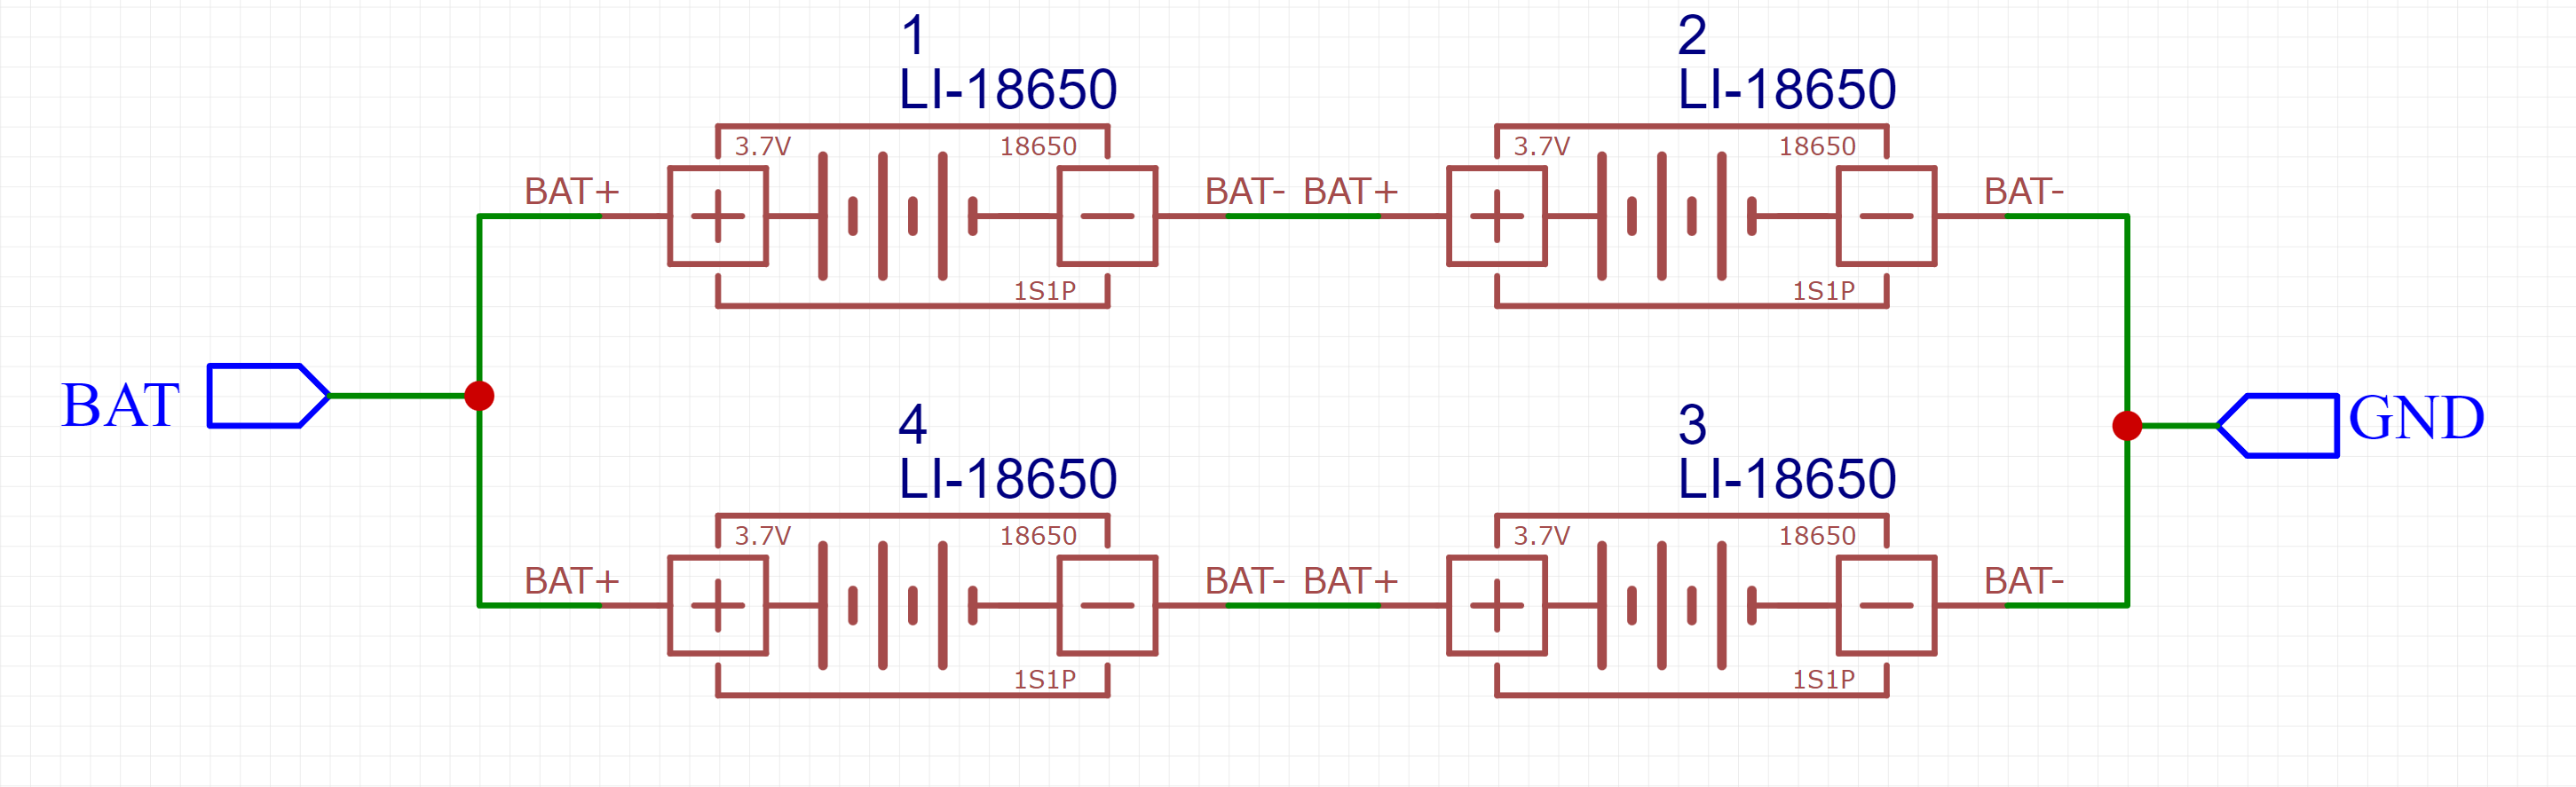 1
LI-18650
3.7V 18650
BAT+
BAT-
1S1P
2
LI-18650
3.7V 18650
BAT+
BAT-
1S1P
BAT
GND
4
LI-18650
3.7V 18650
BAT+
BAT-
1S1P
3
LI-18650
3.7V 18650
BAT+
BAT-
1S1P